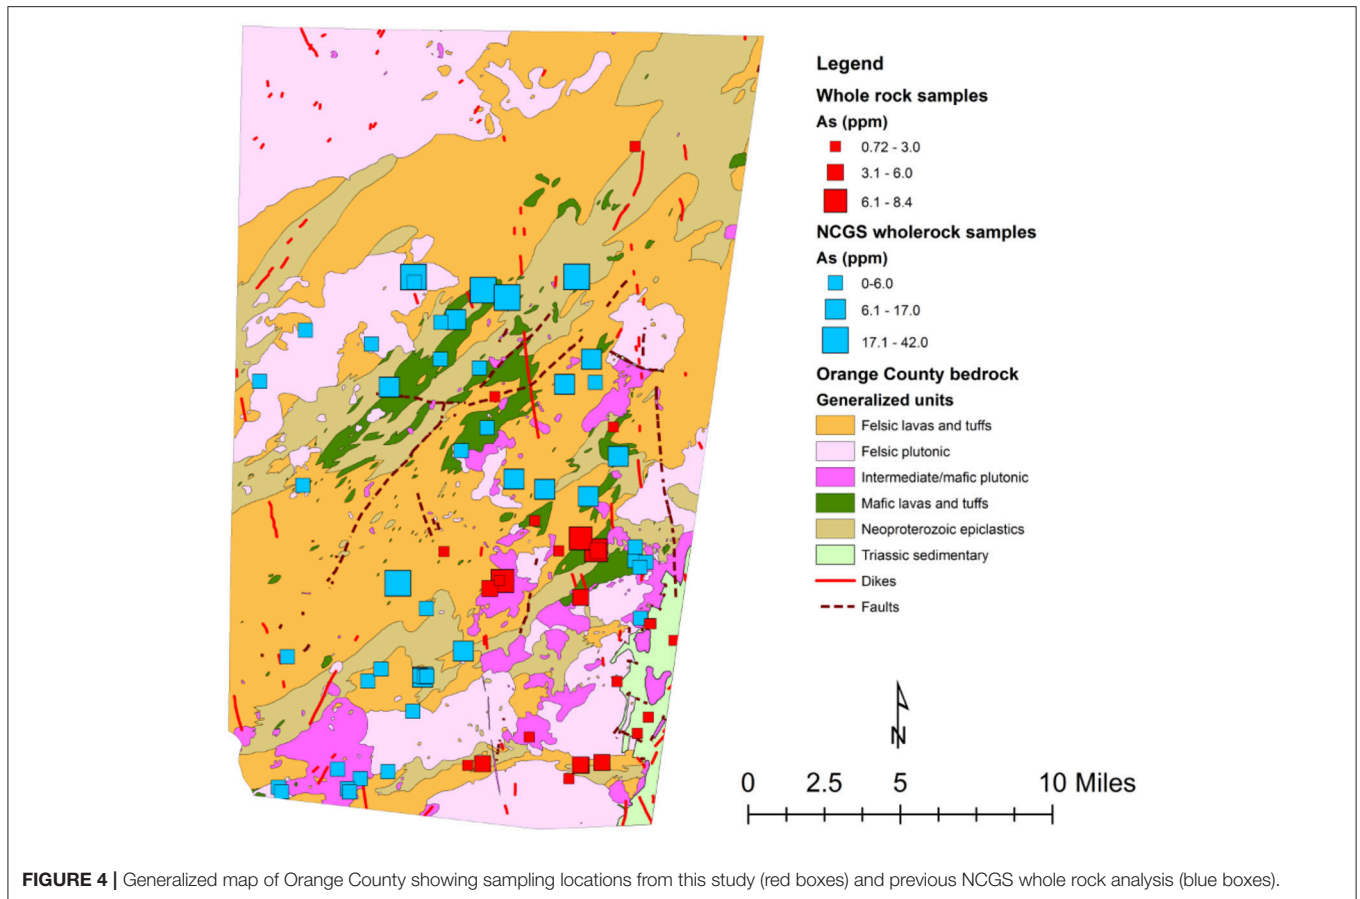 Legend
Whole rock samples
As (ppm)
0.72 - 3.0
3.1 - 6.0
6.1 - 8.4
NCGS wholerock samples
As (ppm)
0-6.0
6.1 - 17.0
17.1 - 42.0
Orange County bedrock
Generalized units
Felsic lavas and tuffs
Felsic plutonic
Intermediate/mafic plutonic
Mafic lavas and tuffs
Neoproterozoic epiclastics
Triassic sedimentary
Dikes
Faults
N
0 2.5 5 10 Miles
FIGURE 4 | Generalized map of Orange County showing sampling locations from this study (red boxes) and previous NCGS whole rock analysis (blue boxes).